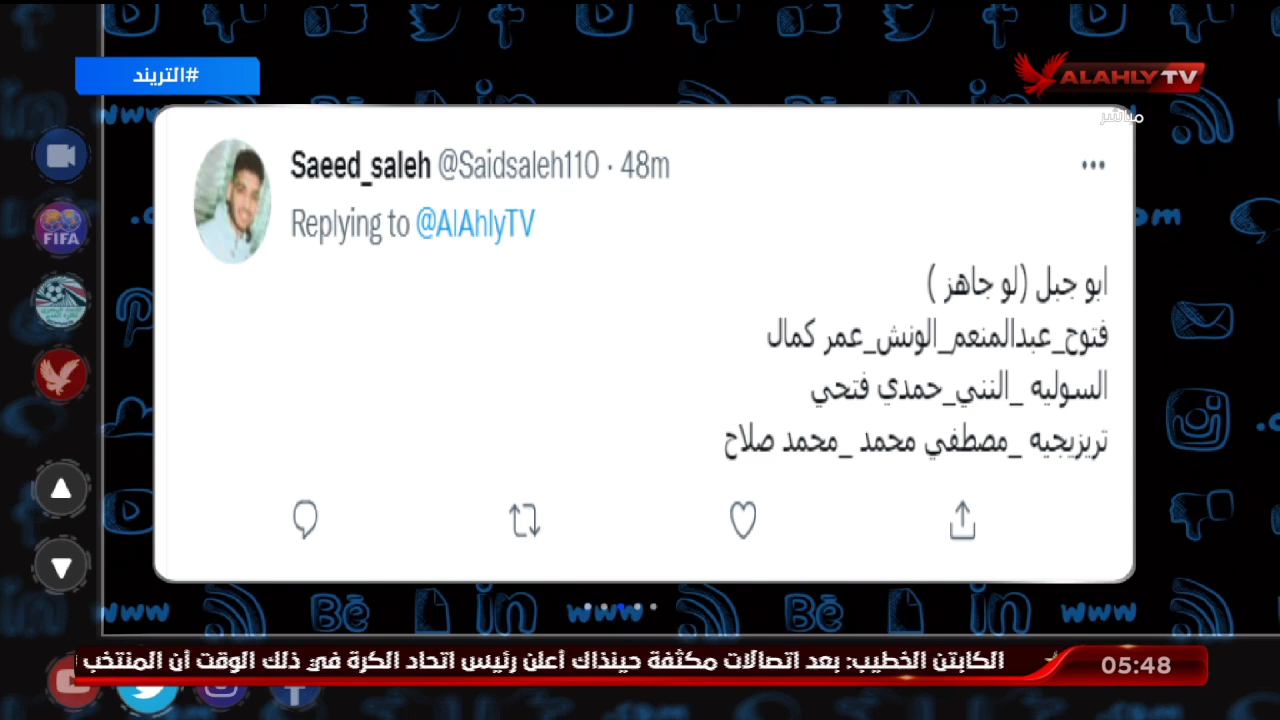 #التريند
ALAHLY TV
مباشر
Saeed_saleh @Saidsaleh110 · 48m
Replying to @AlAhlyTV
ابو جبل (لو جاهز )
فتوح_عبدالمنعم_الونش_عمر كمال
السوليه _النني_حمدي فتحي
تريزيجيه _مصطفي محمد _محمد صلاح
FIFA
الكابتن الخطيب: بعد اتصالات مكثفة حينذاك أعلن رئيس اتحاد الكرة في ذلك الوقت أن المنتخب
05:48